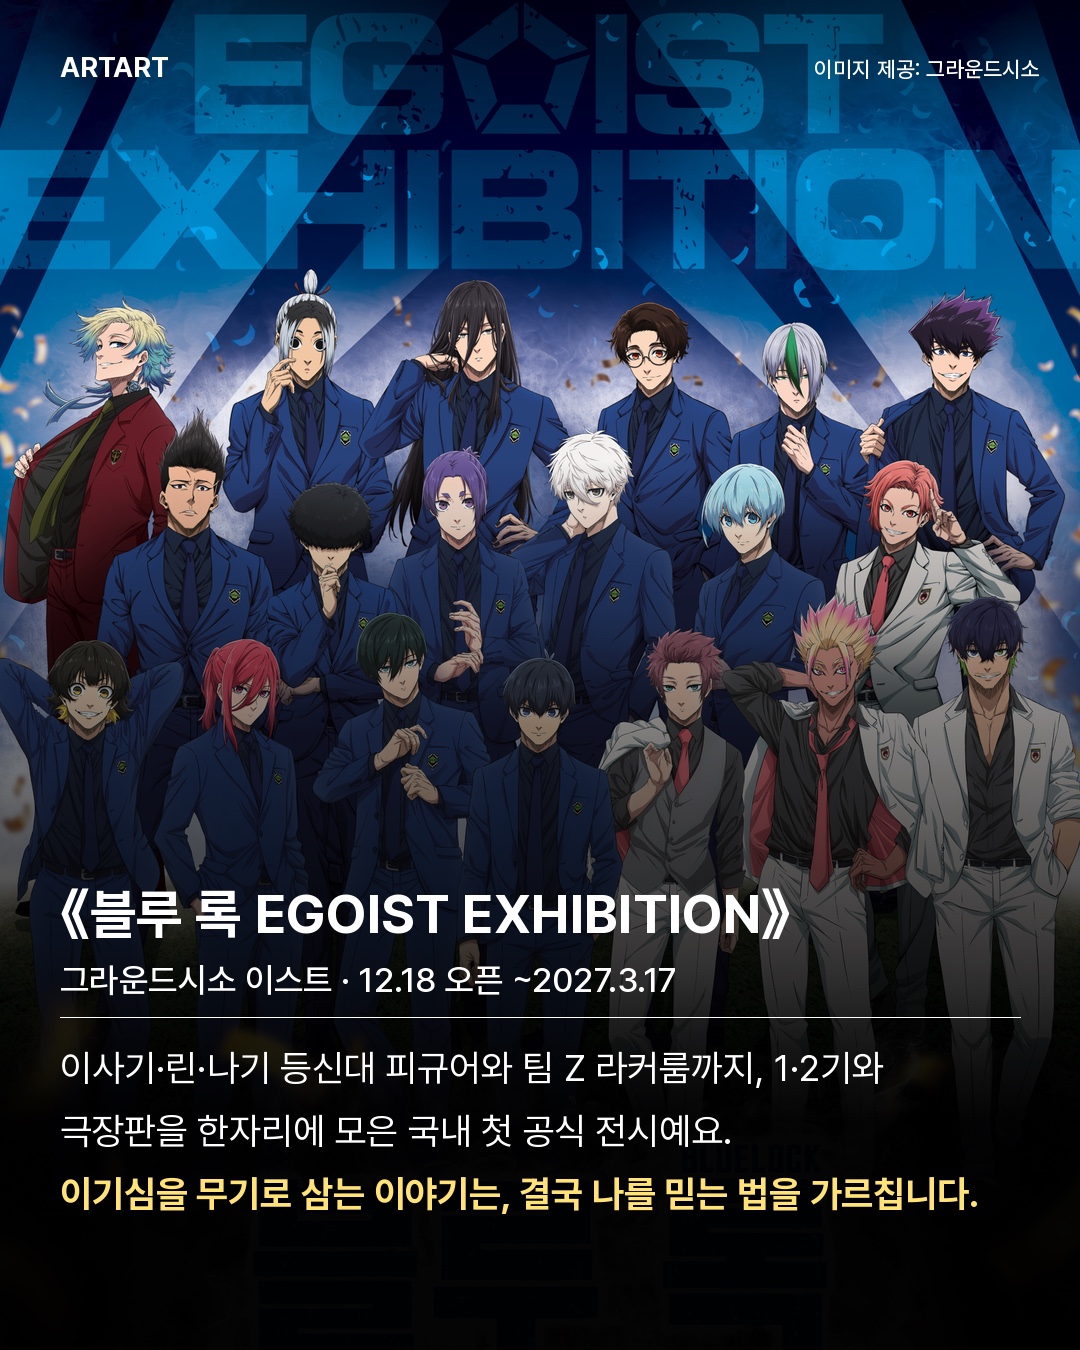 EGOIST
EXHIBITION
ARTART
이미지 제공: 그라운드시소
《블루 록 EGOIST EXHIBITION》
그라운드시소 이스트 · 12.18 오픈 ~2027.3.17
이사기·린·나기 등신대 피규어와 팀 Z 라커룸까지, 1·2기와
극장판을 한자리에 모은 국내 첫 공식 전시예요.
BLUELOCK
이기심을 무기로 삼는 이야기는, 결국 나를 믿는 법을 가르칩니다.
블루 록